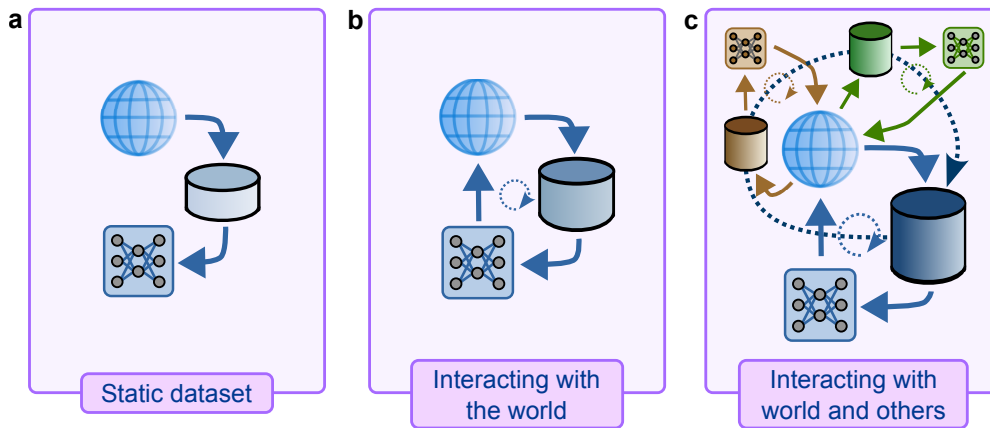 a
b
c
Static dataset
Interacting with
the world
Interacting with
world and others